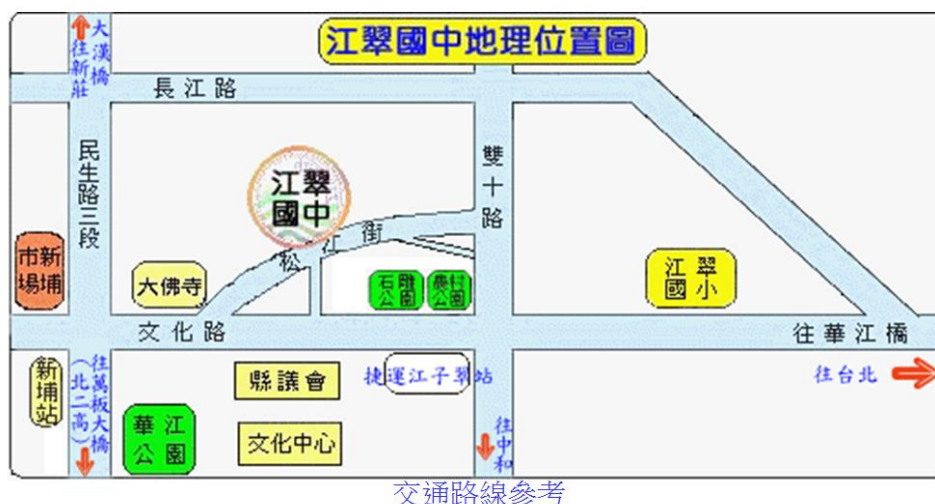 江翠國中地理位置圖
大漢橋
往新莊
長江路
民生路三段
雙十路
江翠
國中
松江街
新埔
市場
大佛寺
石雕
公園
農村
公園
江翠
國小
文化路
往華江橋
新埔站
往萬板大橋
(北二高)
縣議會
捷運江子翠站
往台北
華江
公園
文化中心
往中和
交通路線參考